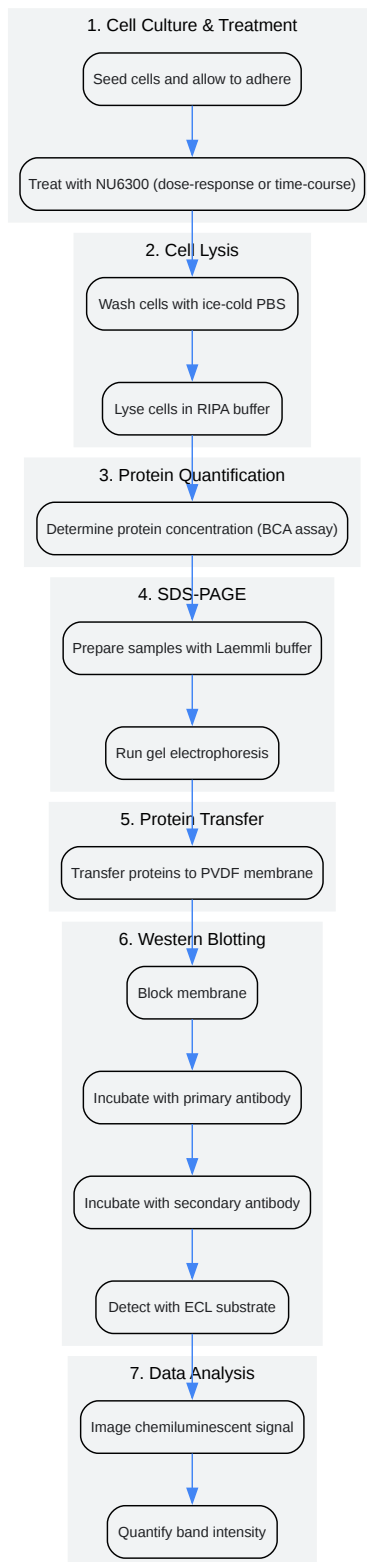 1. Cell Culture & Treatment
Seed cells and allow to adhere
Treat with NU6300 (dose-response or time-course)
2. Cell Lysis
Wash cells with ice-cold PBS
Lyse cells in RIPA buffer
3. Protein Quantification
Determine protein concentration (BCA assay)
4. SDS-PAGE
Prepare samples with Laemmli buffer
Run gel electrophoresis
5. Protein Transfer
Transfer proteins to PVDF membrane
6. Western Blotting
Block membrane
Incubate with primary antibody
Incubate with secondary antibody
Detect with ECL substrate
7. Data Analysis
Image chemiluminescent signal
Quantify band intensity